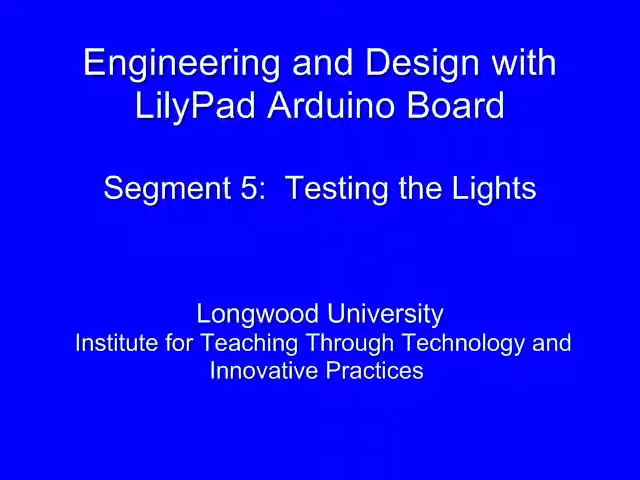 Engineering and Design with
LilyPad Arduino Board
Segment 5:  Testing the Lights
Longwood University
Institute for Teaching Through Technology and
Innovative Practices